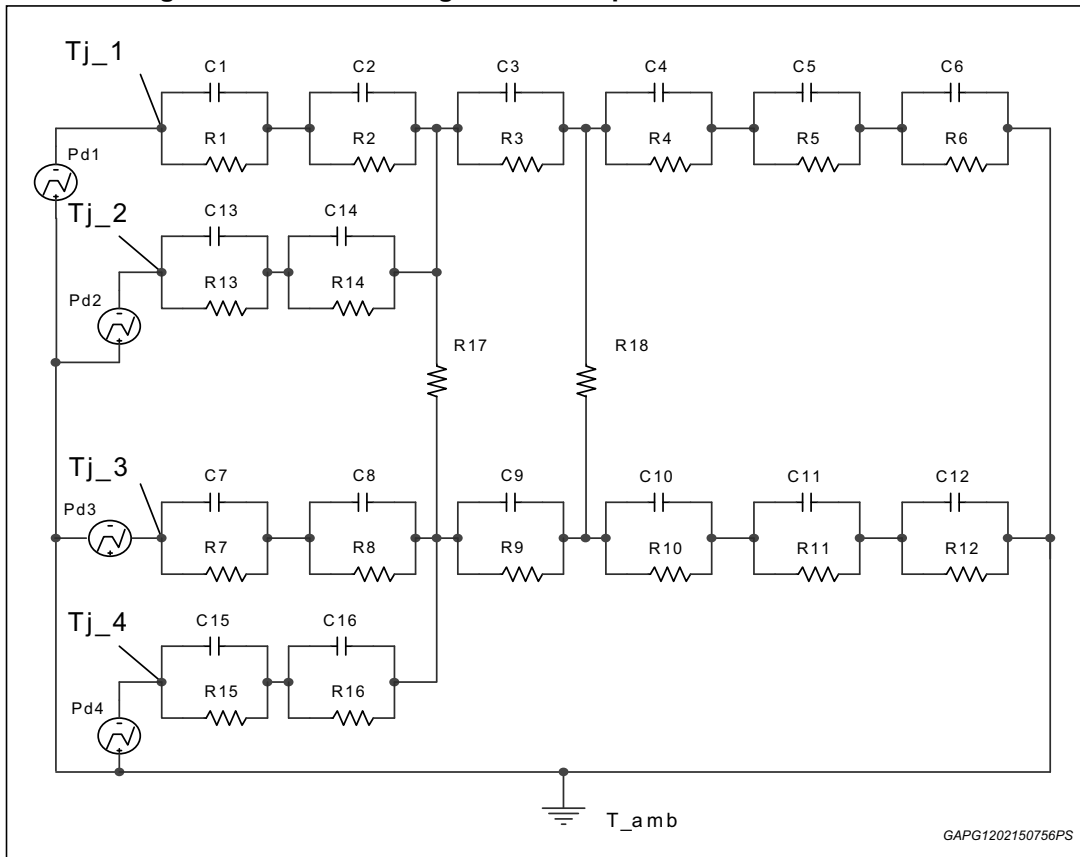 Tj_1
C1 C2 C3 C4 C5 C6
R1 R2 R3 R4 R5 R6
Pd1
Tj_2
C13 C14
R13 R14
Pd2
R17 R18
Tj_3
C7 C8 C9 C10 C11 C12
Pd3
R7 R8 R9 R10 R11 R12
Tj_4
C15 C16
R15 R16
Pd4
T_amb
GAPG1202150756PS